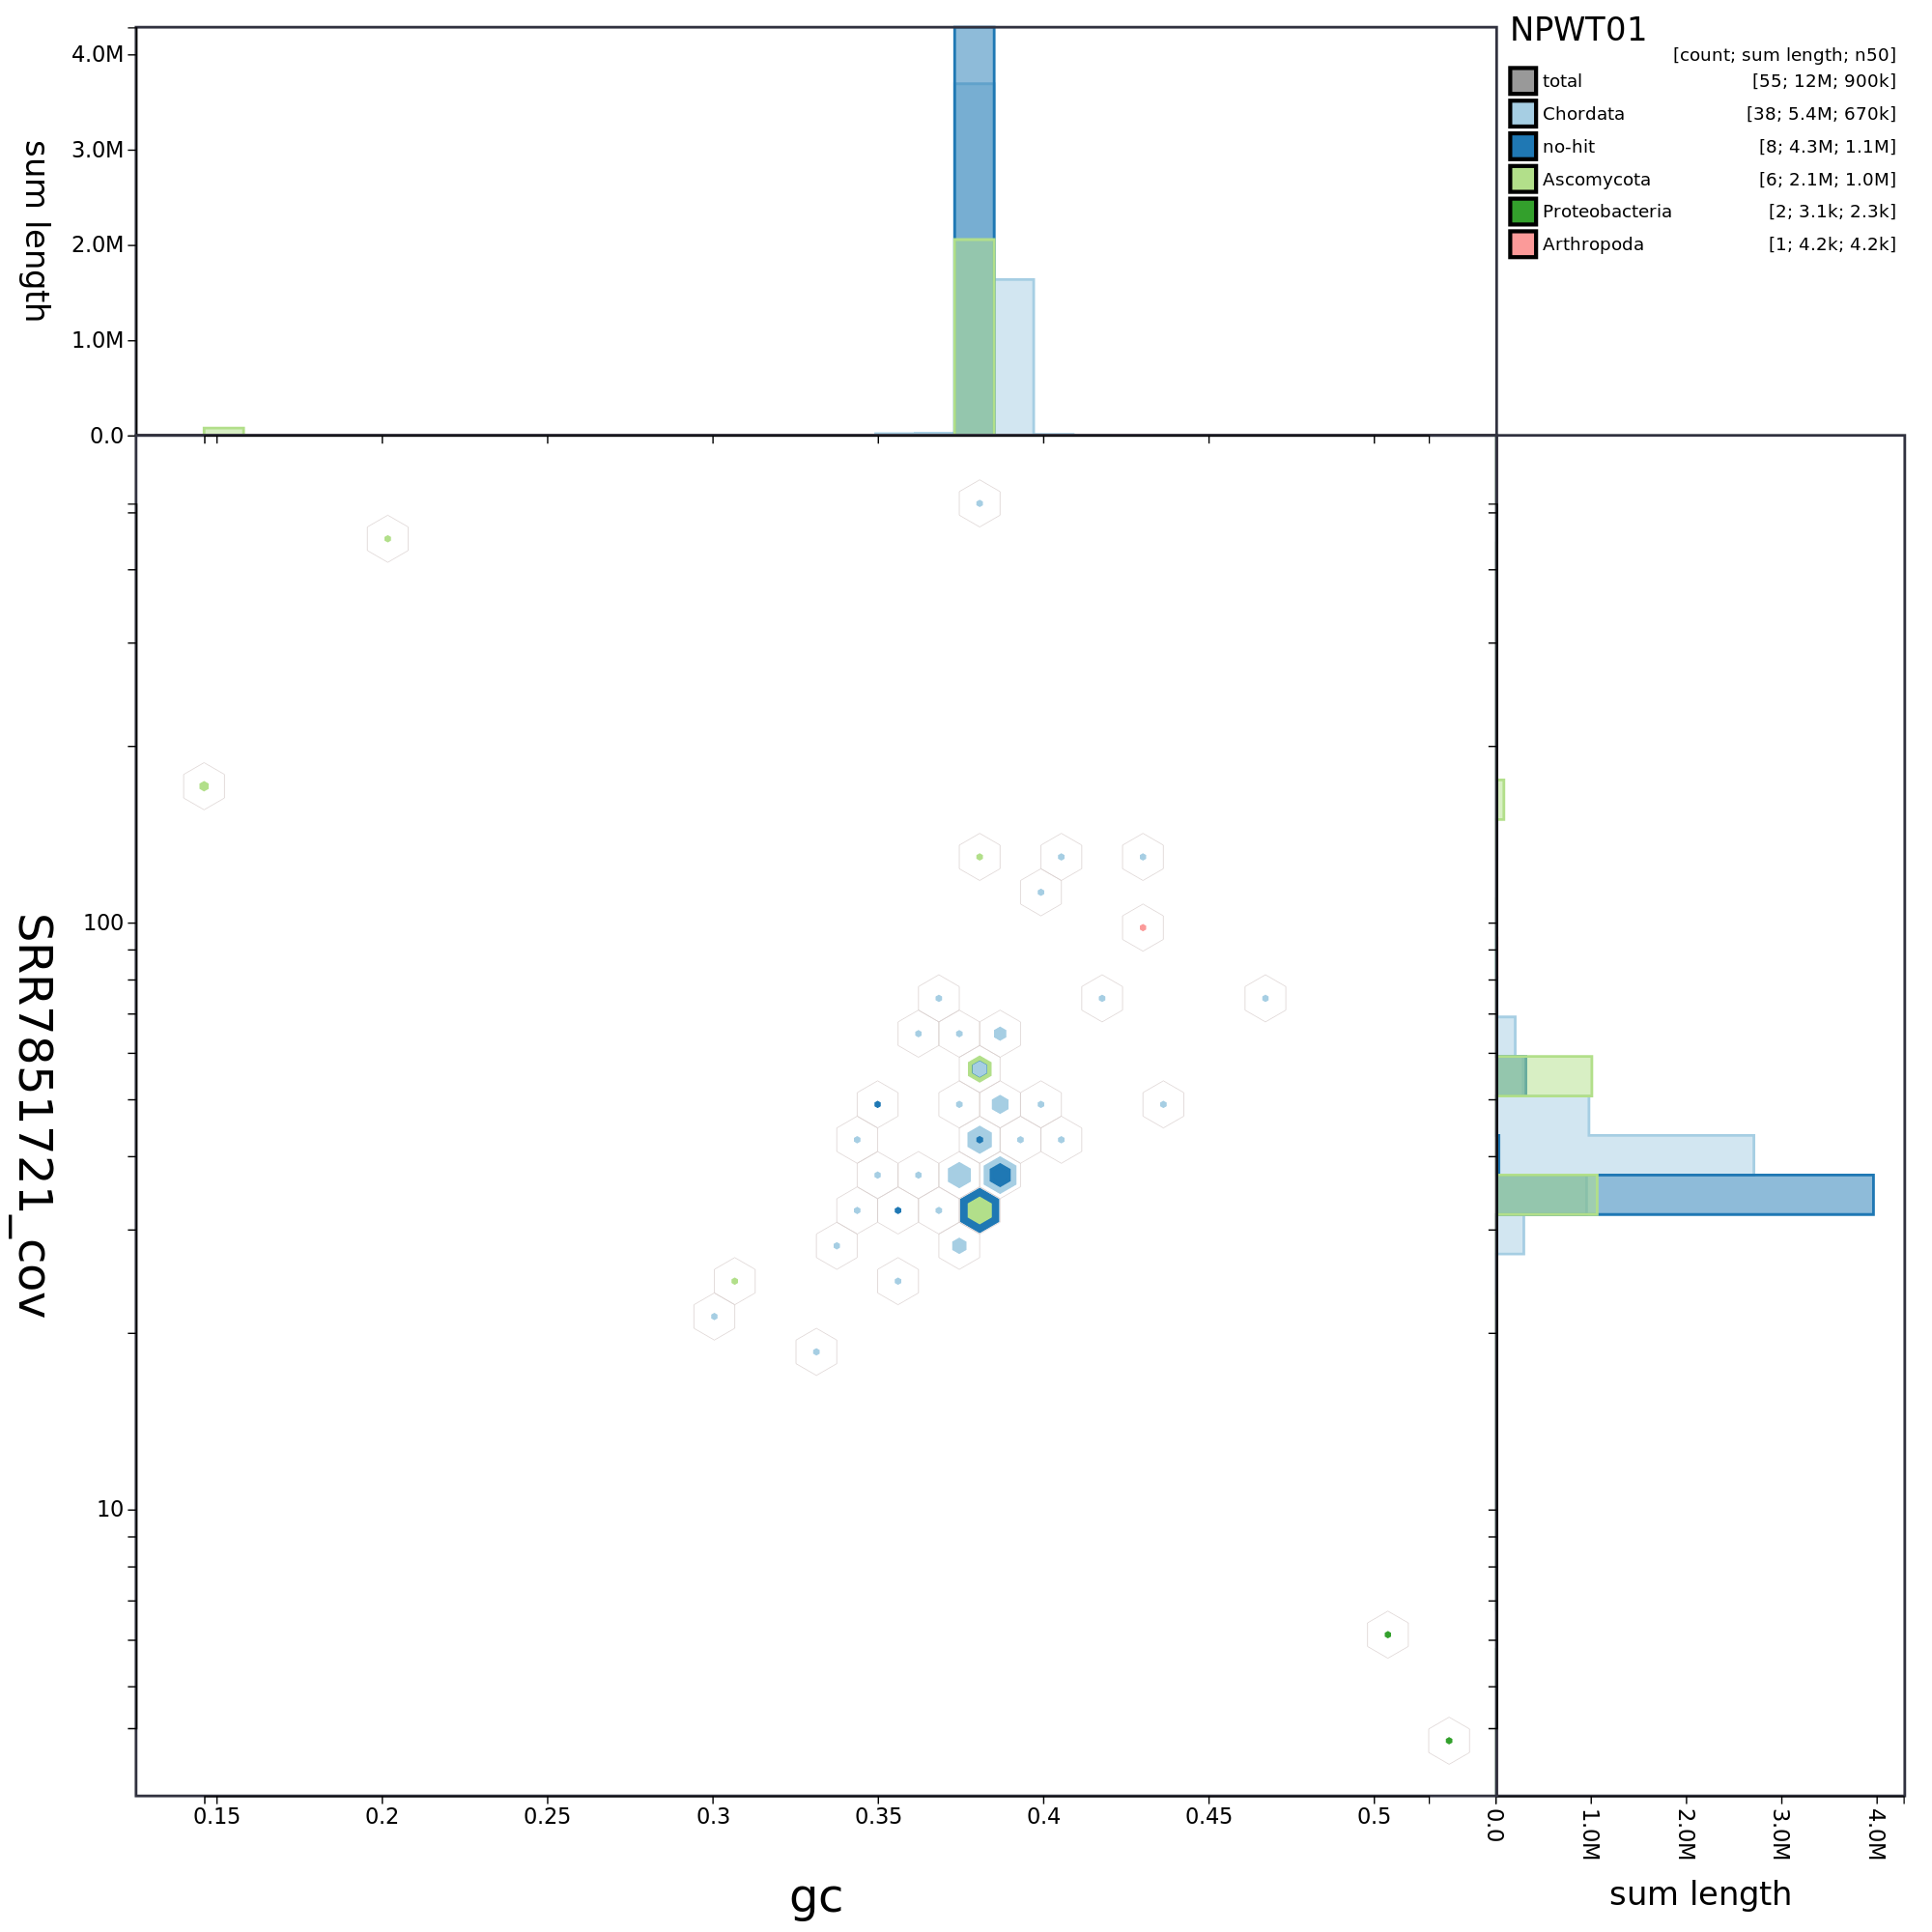 NPWT01
[count; sum length; n50]
total [55; 12M; 900k]
Chordata [38; 5.4M; 670k]
no-hit [8; 4.3M; 1.1M]
Ascomycota [6; 2.1M; 1.0M]
Proteobacteria [2; 3.1k; 2.3k]
Arthropoda [1; 4.2k; 4.2k]
sum length
4.0M
3.0M
2.0M
1.0M
0.0
SRR7851721_cov
100
10
0.15 0.2 0.25 0.3 0.35 0.4 0.45 0.5
gc
0.0 1.0M 2.0M 3.0M 4.0M
sum length